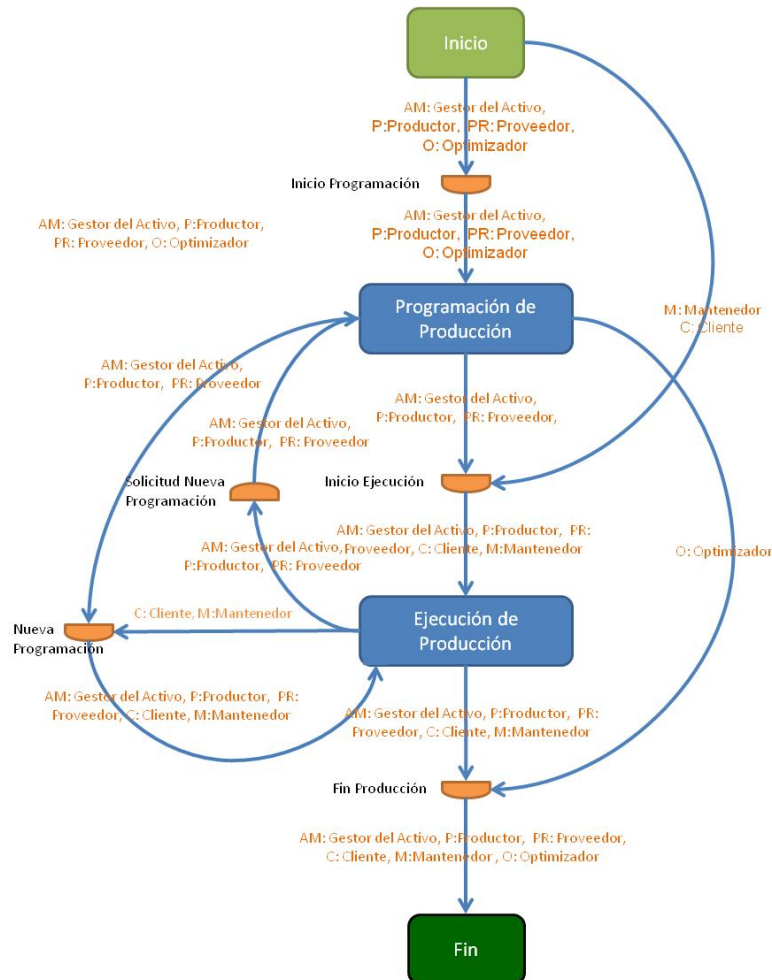 Inicio
AM: Gestor del Activo,
P:Productor, PR: Proveedor,
O: Optimizador
Inicio Programación
AM: Gestor del Activo,
P:Productor, PR: Proveedor,
O: Optimizador
AM: Gestor del Activo, P:Productor,
PR: Proveedor, O: Optimizador
Programación de
Producción
M: Mantenedor
C: Cliente
AM: Gestor del Activo,
P:Productor, PR: Proveedor
AM: Gestor del Activo,
P:Productor, PR: Proveedor,
AM: Gestor del Activo,
P:Productor, PR: Proveedor
Solicitud Nueva
Programación
Inicio Ejecución
AM: Gestor del Activo, P:Productor, PR:
Proveedor, C: Cliente, M:Mantenedor
AM: Gestor del Activo,
P:Productor, PR: Proveedor
O: Optimizador
C: Cliente, M:Mantenedor
Nueva
Programación
Ejecución de
Producción
AM: Gestor del Activo, P:Productor, PR:
Proveedor, C: Cliente, M:Mantenedor
AM: Gestor del Activo, P:Productor, PR:
Proveedor, C: Cliente, M:Mantenedor
Fin Producción
AM: Gestor del Activo, P:Productor, PR: Proveedor,
C: Cliente, M:Mantenedor , O: Optimizador
Fin